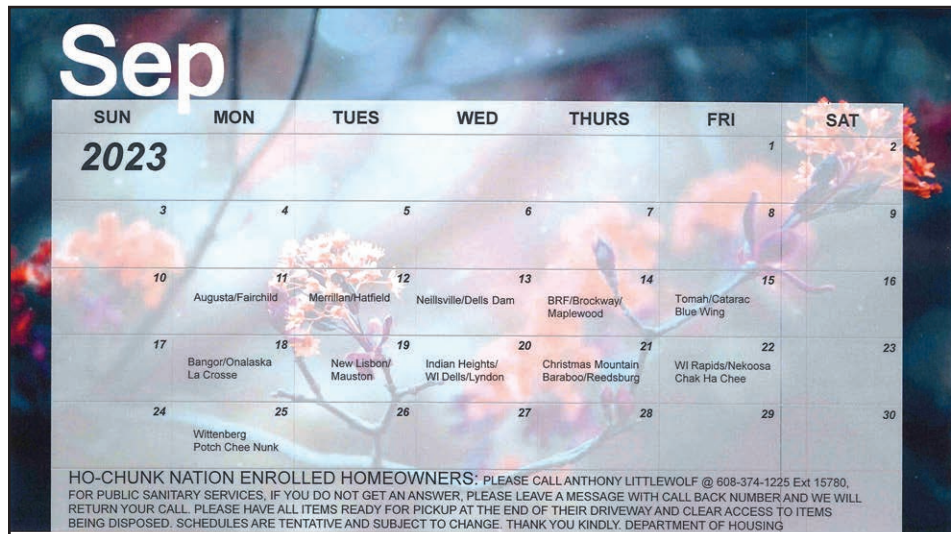 Sep
SUN MON TUES WED THURS FRI SAT
2023 1 2
3 4 5 6 7 8 9
10 11 12 13 14 15 16
Augusta/Fairchild Merrillan/Hatfield Neillsville/Dells Dam BRF/Brockway/ Tomah/Catarac
Maplewood Blue Wing
17 18 19 20 21 22 23
Bangor/Onalaska New Lisbon/ Indian Heights/ Christmas Mountain WI Rapids/Nekoosa
La Crosse Mauston WI Dells/Lyndon Baraboo/Reedsburg Chak Ha Chee
24 25 26 27 28 29 30
Wittenberg
Potch Chee Nunk
HO-CHUNK NATION ENROLLED HOMEOWNERS: PLEASE CALL ANTHONY LITTLEWOLF @ 608-374-1225 Ext 15780,
FOR PUBLIC SANITARY SERVICES, IF YOU DO NOT GET AN ANSWER, PLEASE LEAVE A MESSAGE WITH CALL BACK NUMBER AND WE WILL
RETURN YOUR CALL. PLEASE HAVE ALL ITEMS READY FOR PICKUP AT THE END OF THEIR DRIVEWAY AND CLEAR ACCESS TO ITEMS
BEING DISPOSED. SCHEDULES ARE TENTATIVE AND SUBJECT TO CHANGE. THANK YOU KINDLY. DEPARTMENT OF HOUSING